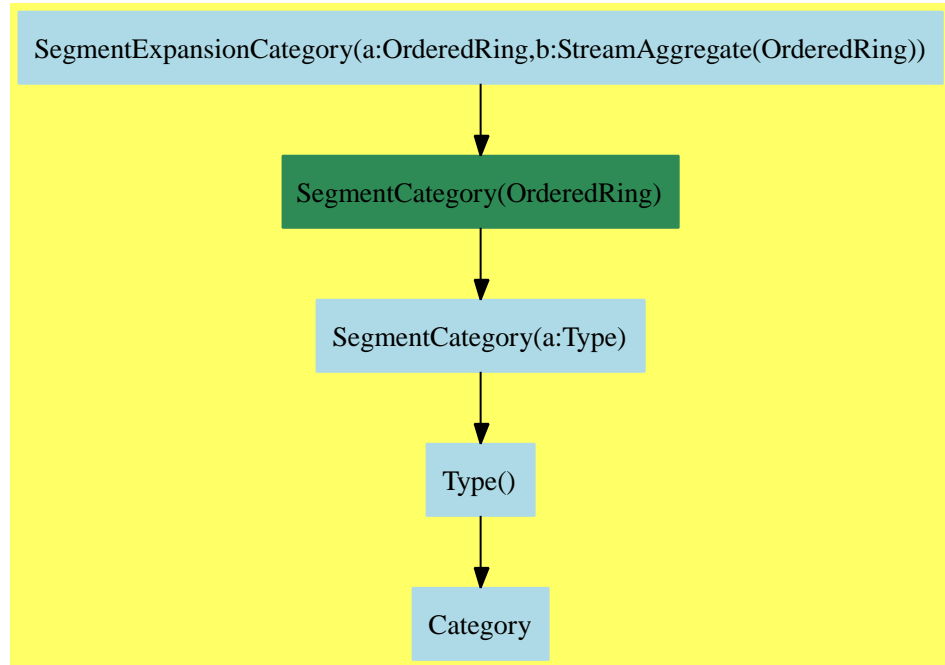 SegmentExpansionCategory(a:OrderedRing,b:StreamAggregate(OrderedRing))
SegmentCategory(OrderedRing)
SegmentCategory(a:Type)
Type()
Category